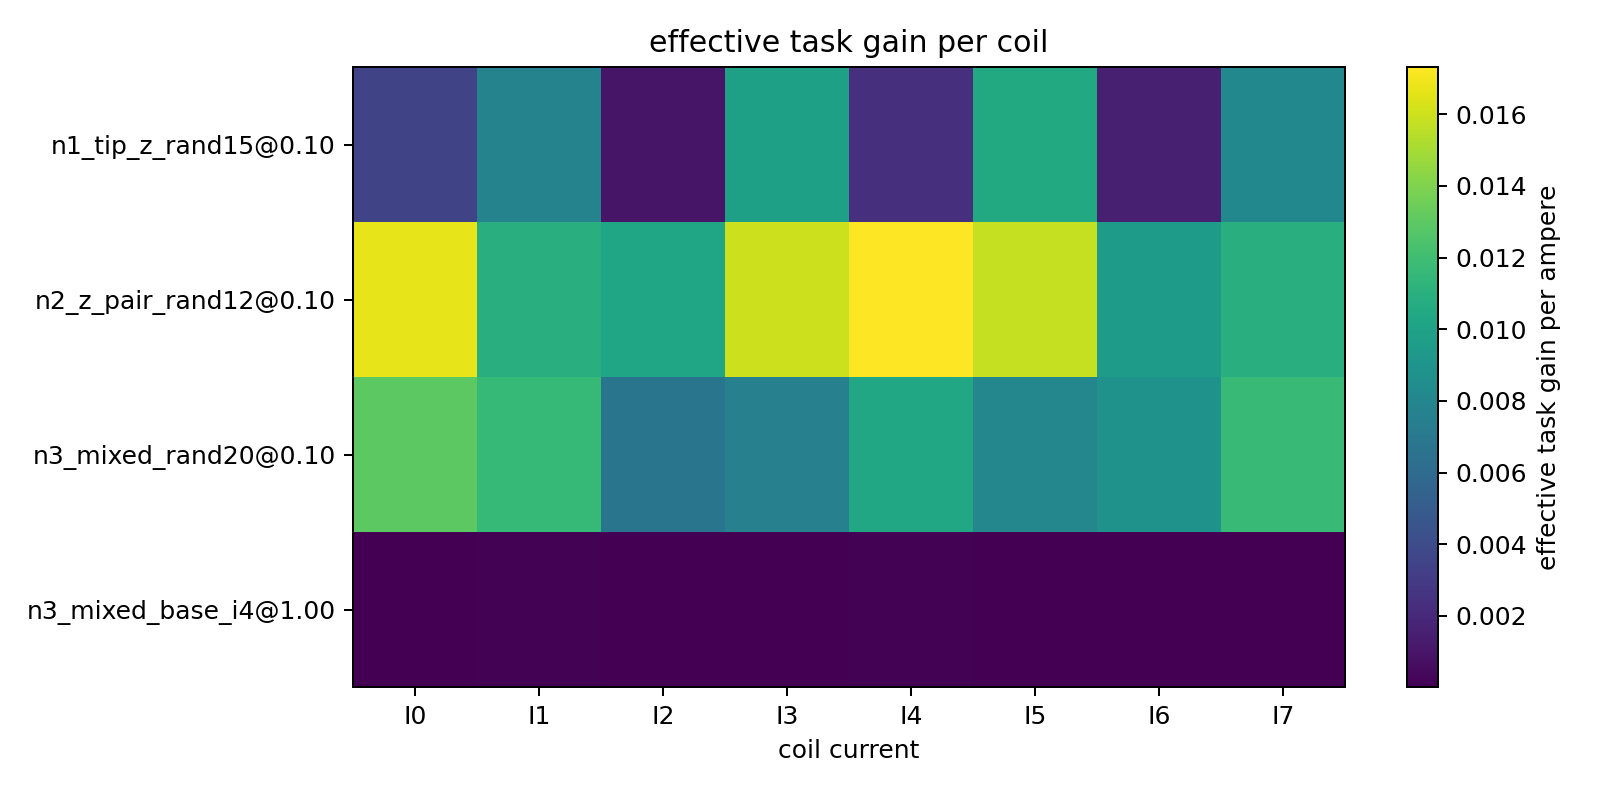 effective task gain per coil
n1_tip_z_rand15@0.10
n2_z_pair_rand12@0.10
n3_mixed_rand20@0.10
n3_mixed_base_i4@1.00
I0 I1 I2 I3 I4 I5 I6 I7
coil current
0.016
0.014
0.012
0.010
0.008
0.006
0.004
0.002
effective task gain per ampere